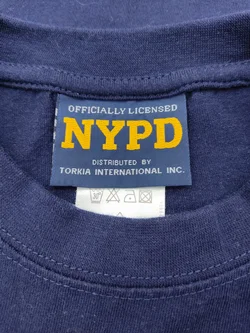 OFFICIALLY LICENSED
NYPD
DISTRIBUTED BY
TORKIA INTERNATIONAL INC.